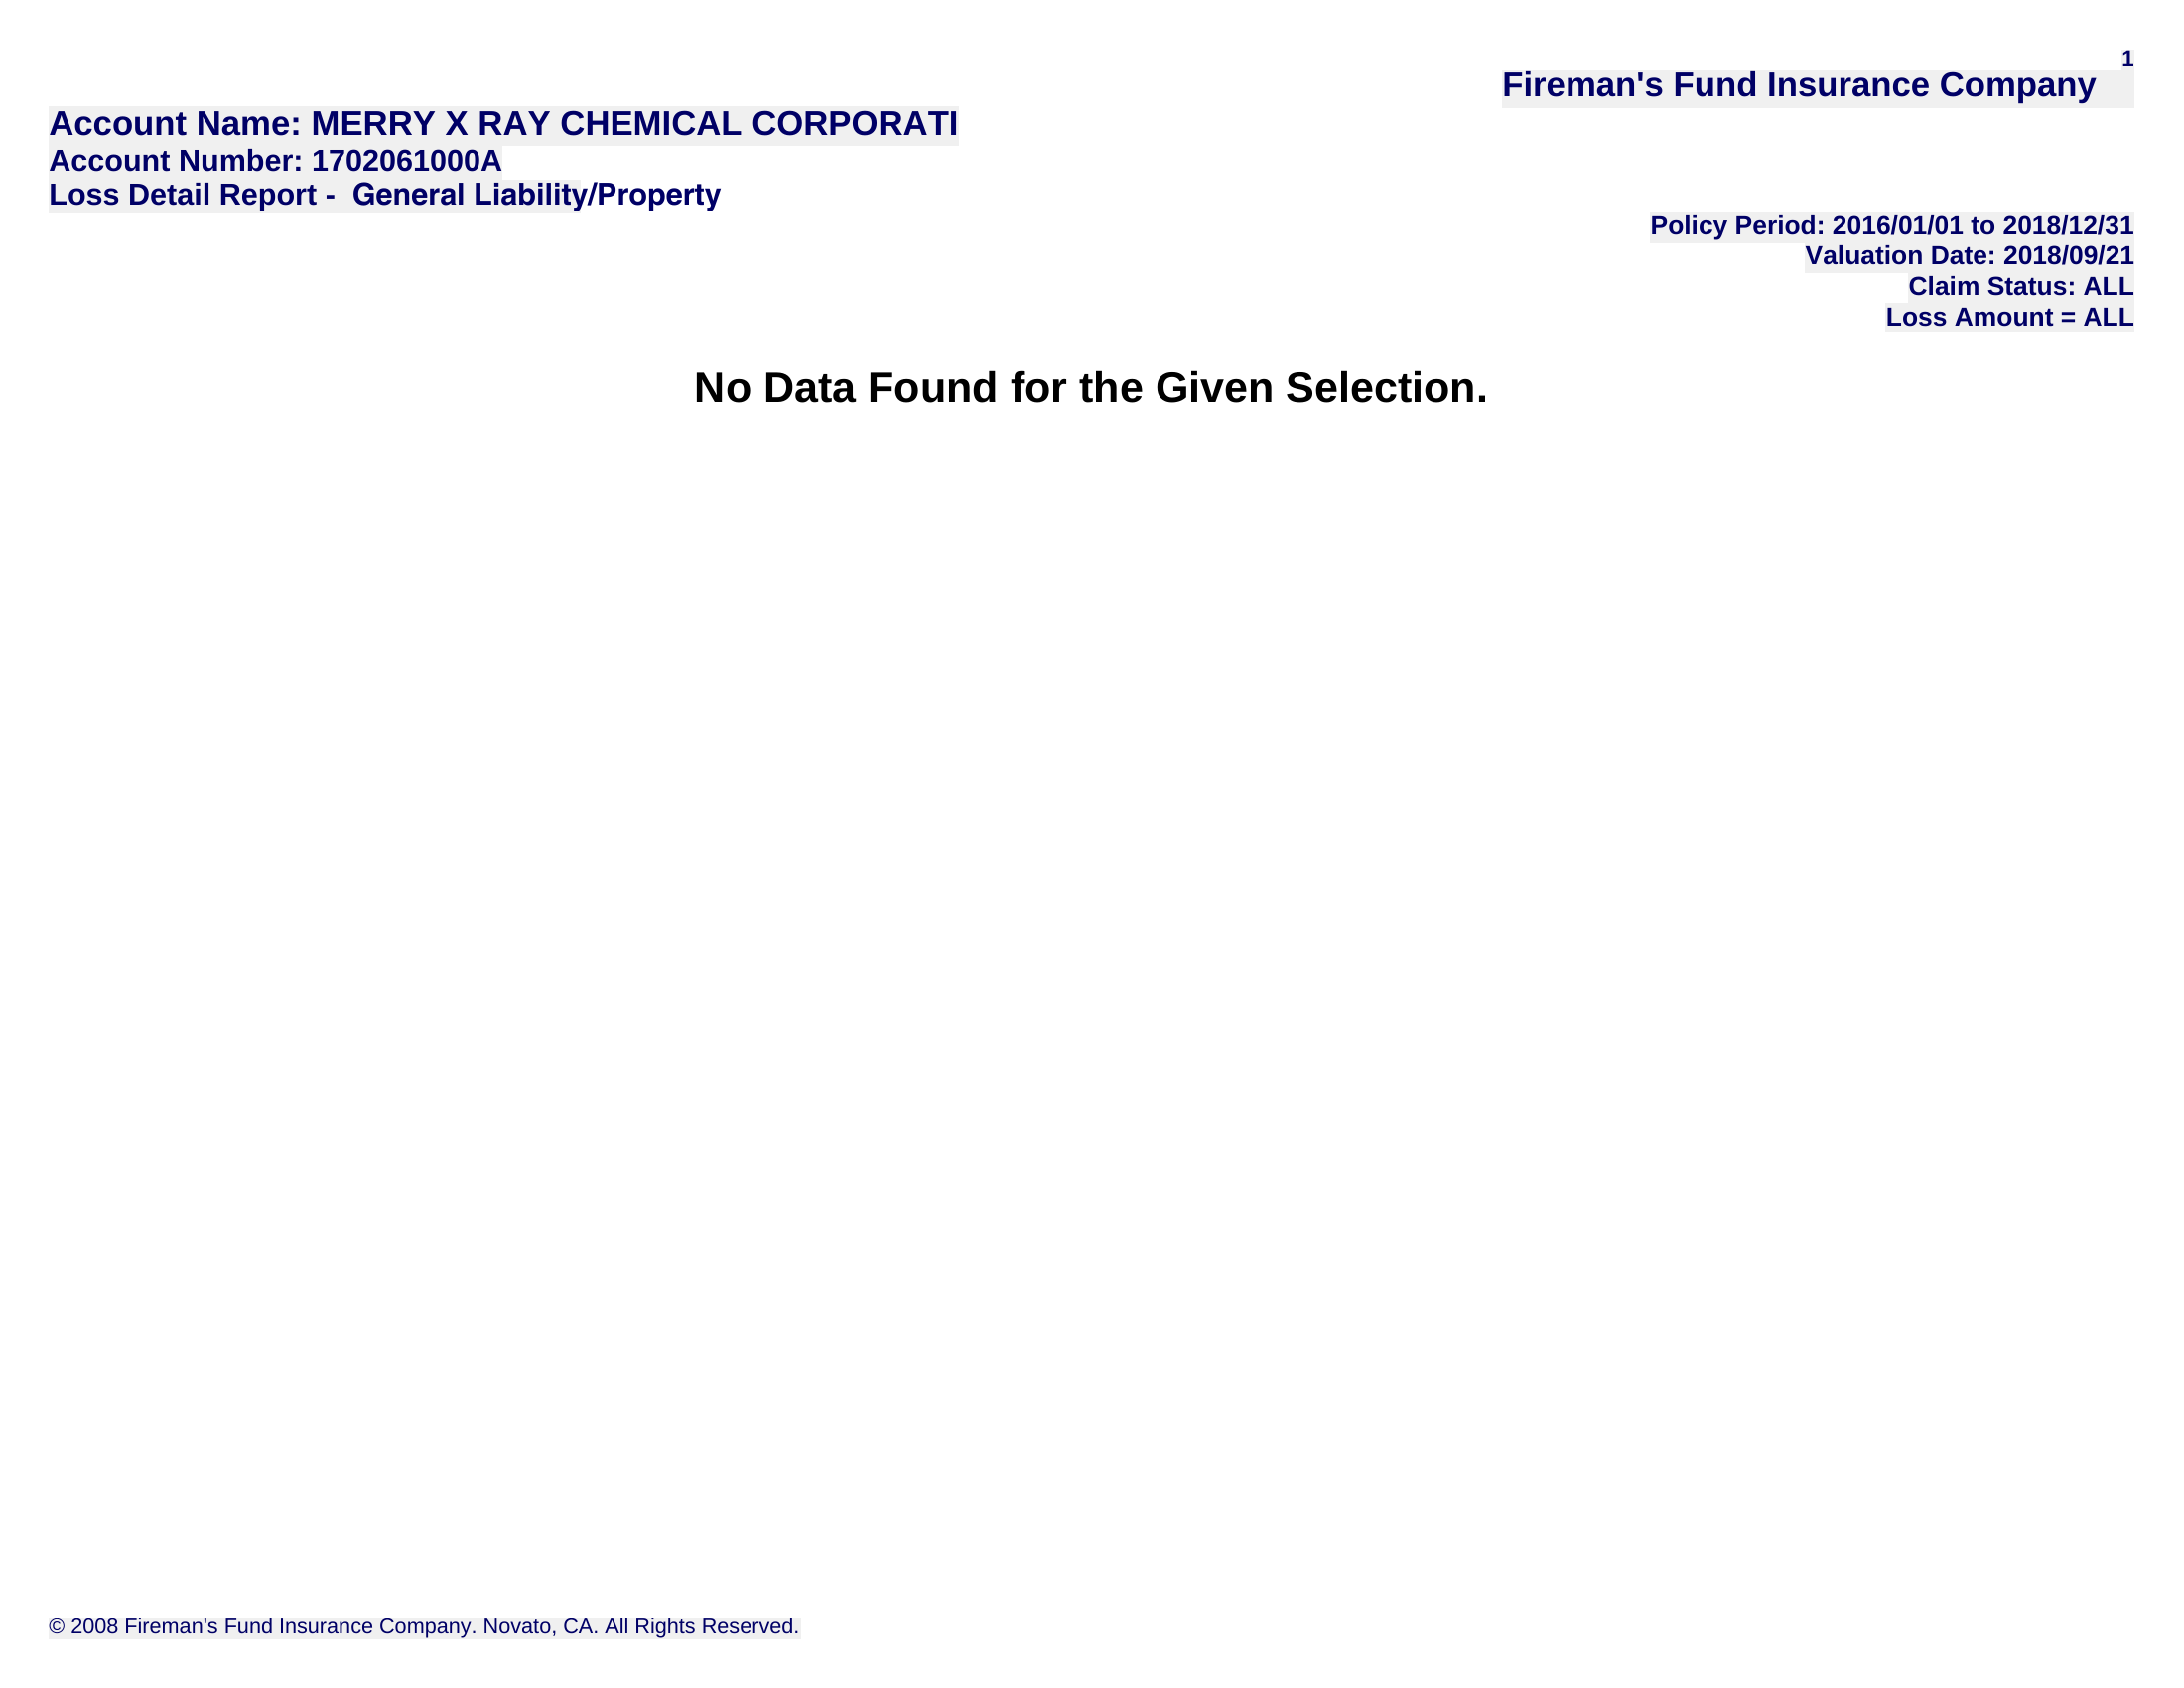 1
Fireman's Fund Insurance Company
Account Name: MERRY X RAY CHEMICAL CORPORATI
Account Number: 1702061000A
Loss Detail Report -  General Liability/Property
Policy Period: 2016/01/01 to 2018/12/31
Valuation Date: 2018/09/21
Claim Status: ALL
Loss Amount = ALL
No Data Found for the Given Selection.
© 2008 Fireman's Fund Insurance Company. Novato, CA. All Rights Reserved.